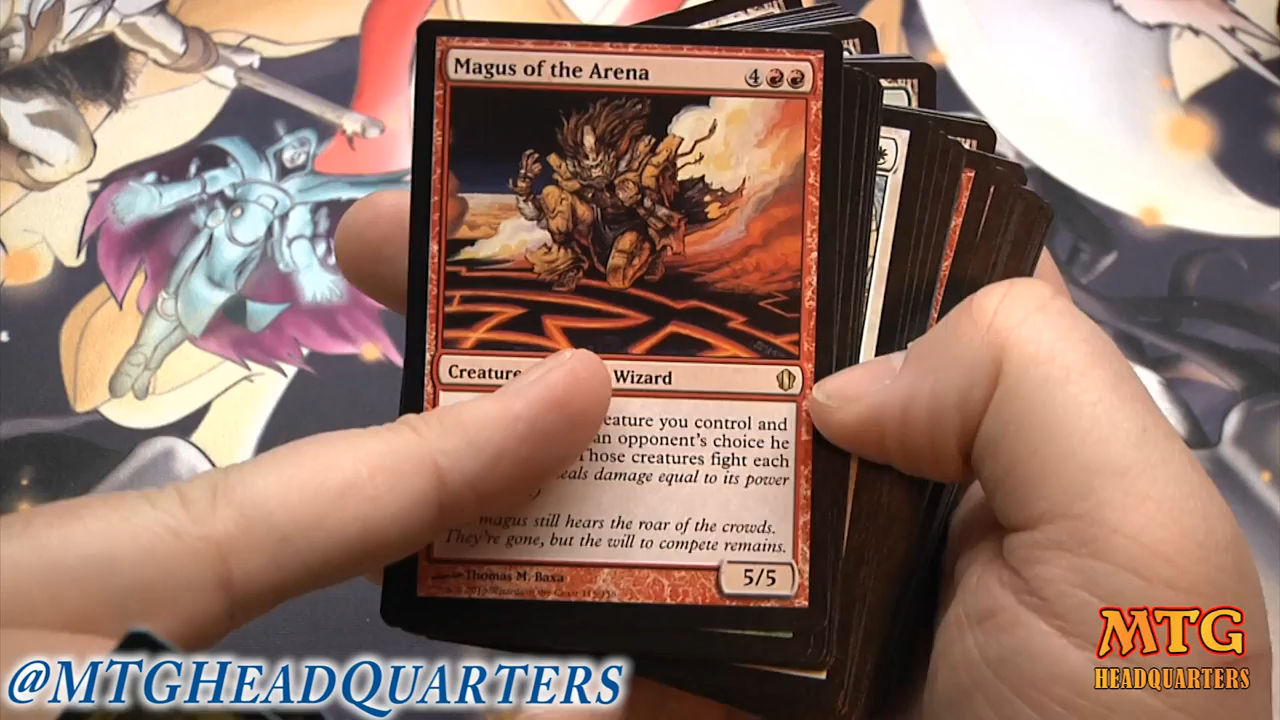 Magus of the Arena
4
Creature Wizard
eature you control and
an opponent's choice he
Those creatures fight each
eals damage equal to its power
magus still hears the roar of the crowds.
They're gone, but the will to compete remains.
Thomas M. Baxa
5/5
@MTGHEADQUARTERS
MTG
HEADQUARTERS